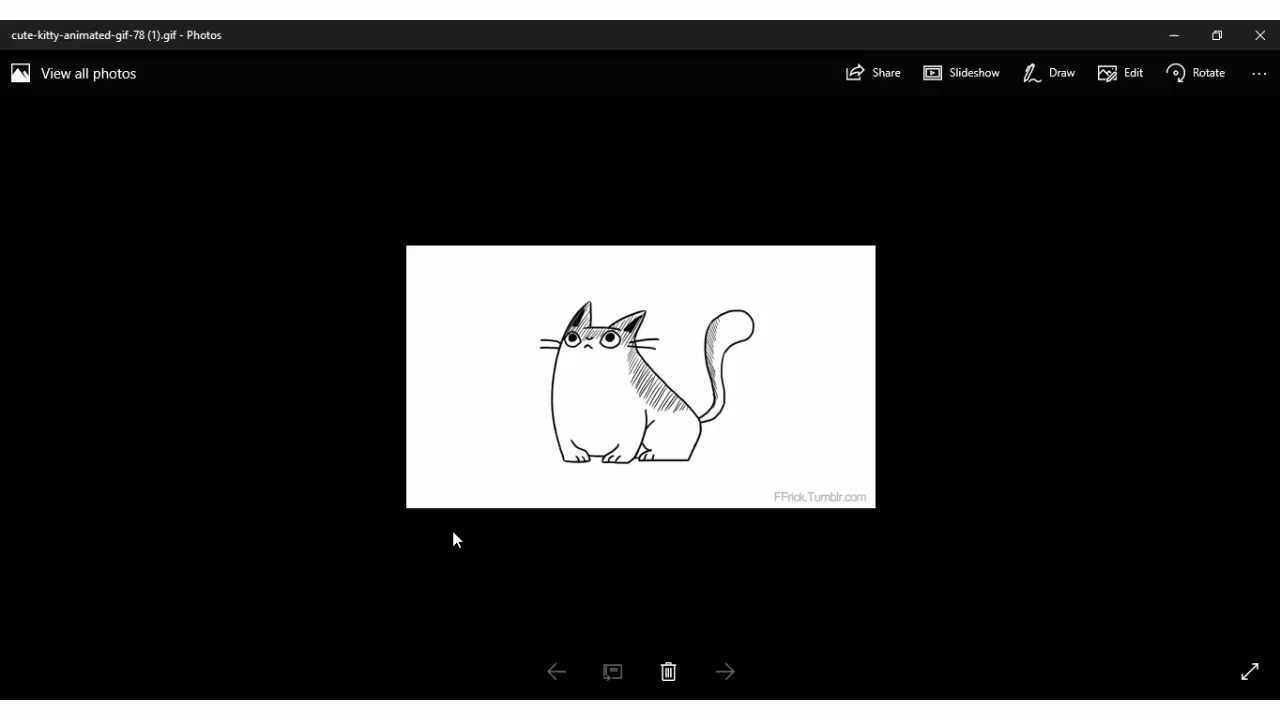 cute-kitty-animated-gif-78 (1).gif - Photos
View all photos
Share
Slideshow
Draw
Edit
Rotate
FFrick.Tumblr.com